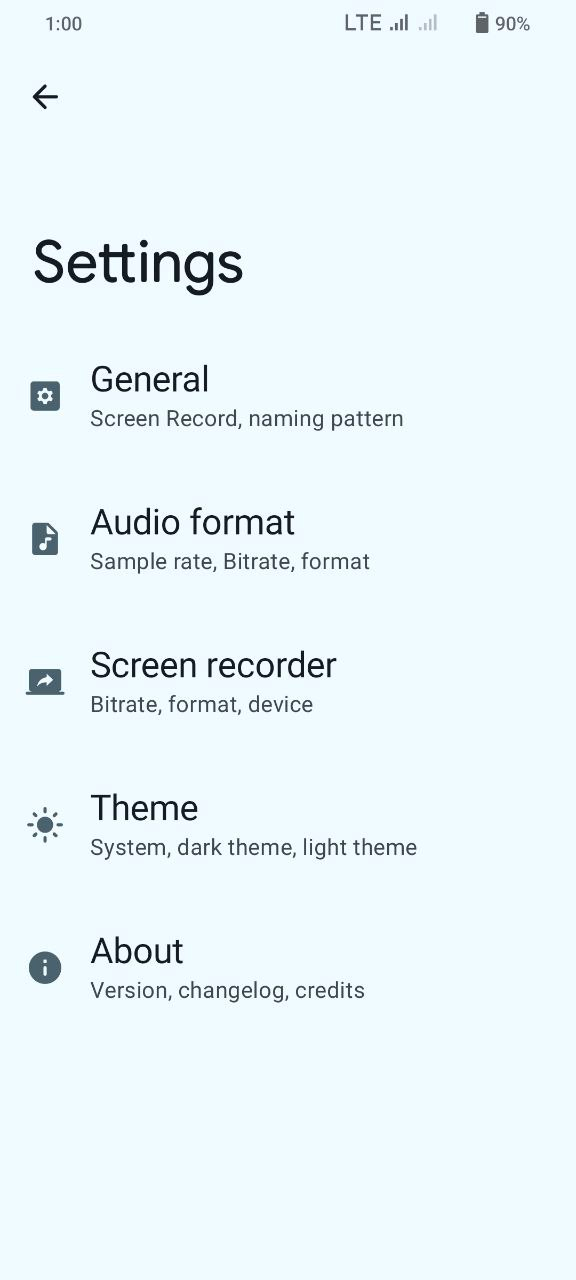 1:00 LTE 90%
Settings
General
Screen Record, naming pattern
Audio format
Sample rate, Bitrate, format
Screen recorder
Bitrate, format, device
Theme
System, dark theme, light theme
About
Version, changelog, credits